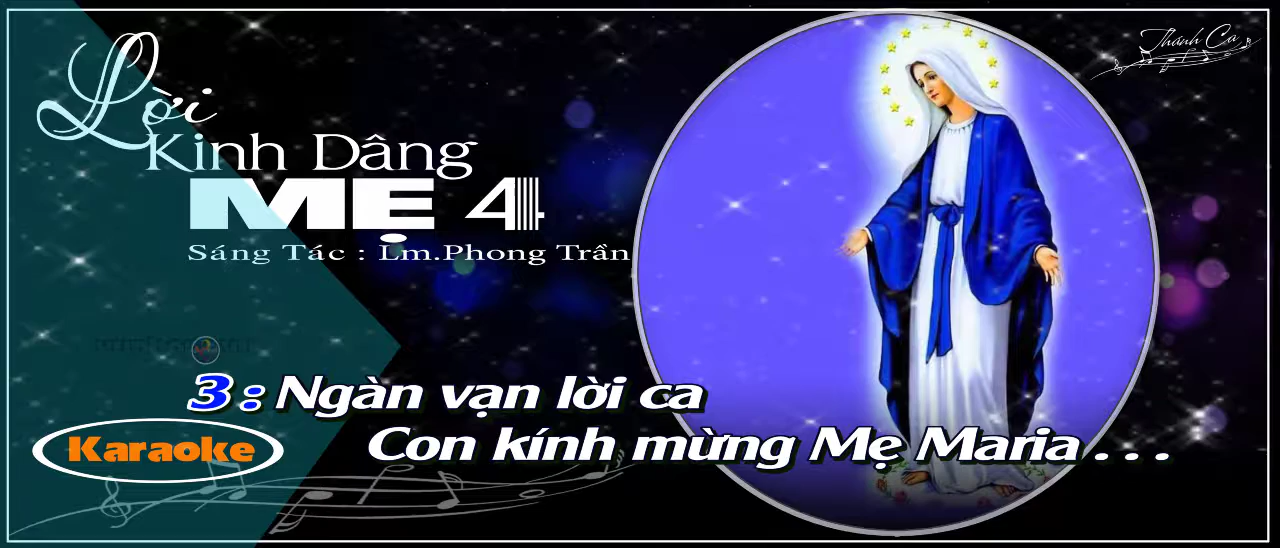 Lời
Kinh Dâng
MẸ 4
Sáng Tác : Lm.Phong Trần
Thánh Ca
3 : Ngàn vạn lời ca
Karaoke
Con kính mừng Mẹ Maria . . .